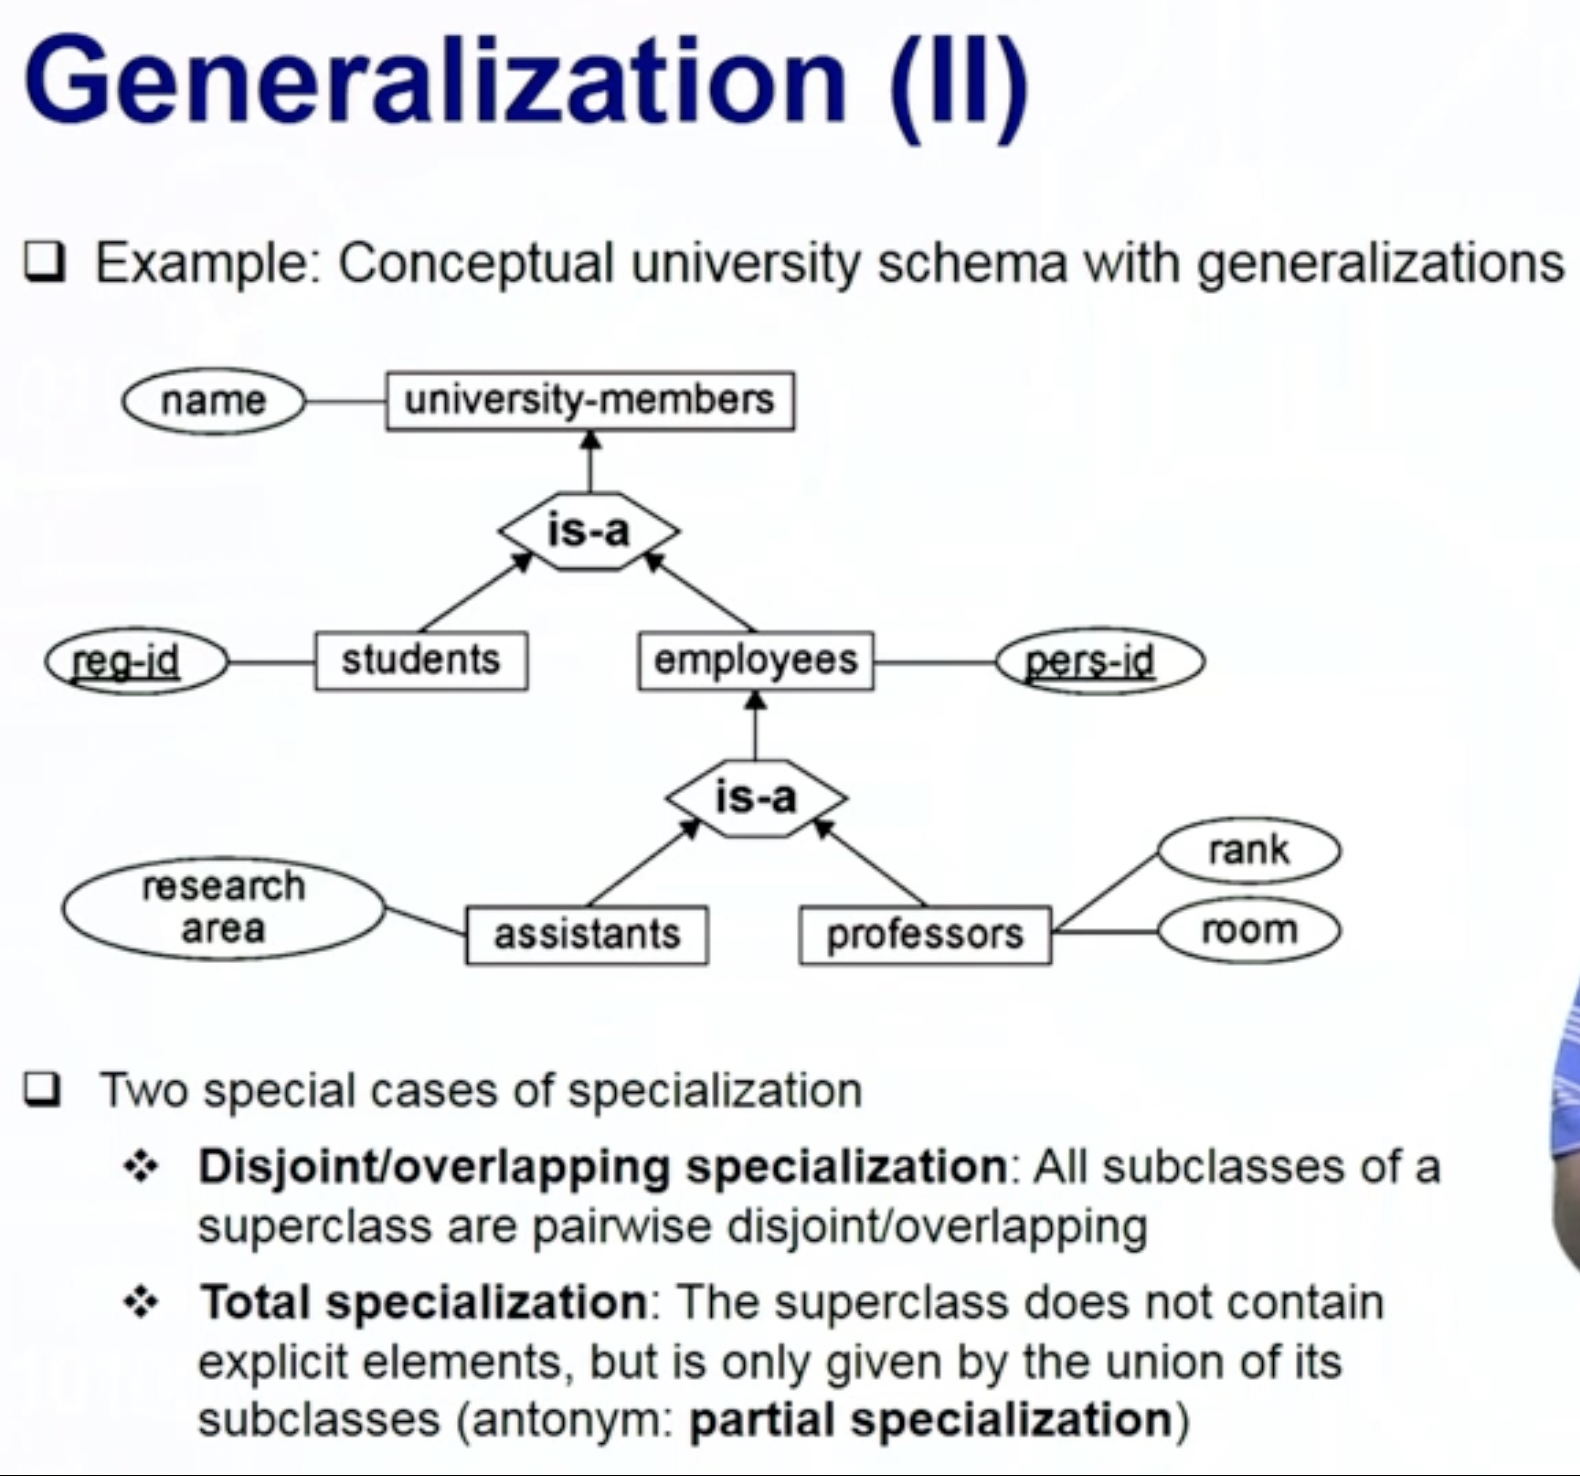 Generalization (II)
❑ Example: Conceptual university schema with generalizations
name
university-members
is-a
reg-id
students
employees
pers-id
is-a
research
area
assistants
professors
rank
room
❑ Two special cases of specialization
❖ Disjoint/overlapping specialization: All subclasses of a
superclass are pairwise disjoint/overlapping
❖ Total specialization: The superclass does not contain
explicit elements, but is only given by the union of its
subclasses (antonym: partial specialization)